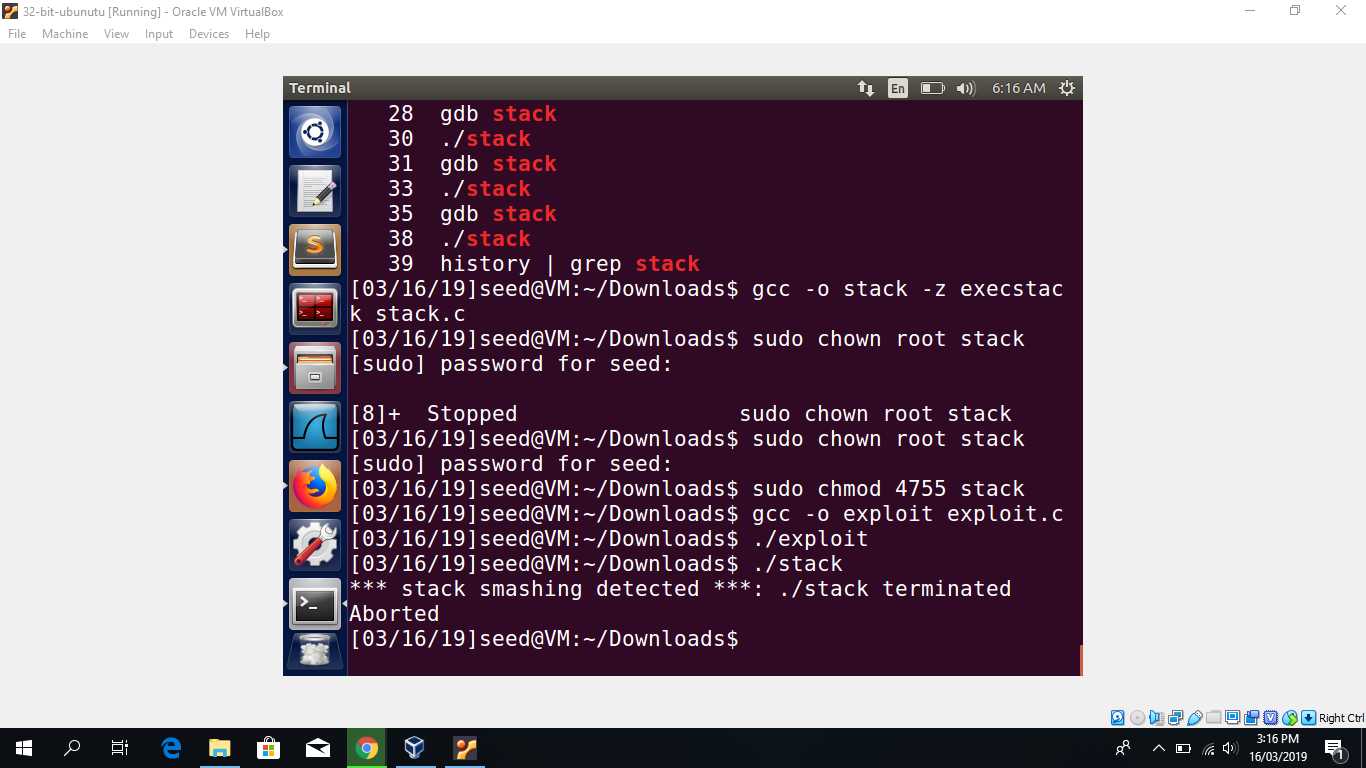 32-bit-ubunutu [Running] - Oracle VM VirtualBox
File Machine View Input Devices Help
Terminal En 6:16 AM
28 gdb stack
30 ./stack
31 gdb stack
33 ./stack
35 gdb stack
38 ./stack
39 history | grep stack
[03/16/19]seed@VM:~/Downloads$ gcc -o stack -z execstac
k stack.c
[03/16/19]seed@VM:~/Downloads$ sudo chown root stack
[sudo] password for seed:
[8]+ Stopped sudo chown root stack
[03/16/19]seed@VM:~/Downloads$ sudo chown root stack
[sudo] password for seed:
[03/16/19]seed@VM:~/Downloads$ sudo chmod 4755 stack
[03/16/19]seed@VM:~/Downloads$ gcc -o exploit exploit.c
[03/16/19]seed@VM:~/Downloads$ ./exploit
[03/16/19]seed@VM:~/Downloads$ ./stack
*** stack smashing detected ***: ./stack terminated
Aborted
[03/16/19]seed@VM:~/Downloads$
Right Ctrl
3:16 PM
16/03/2019
1